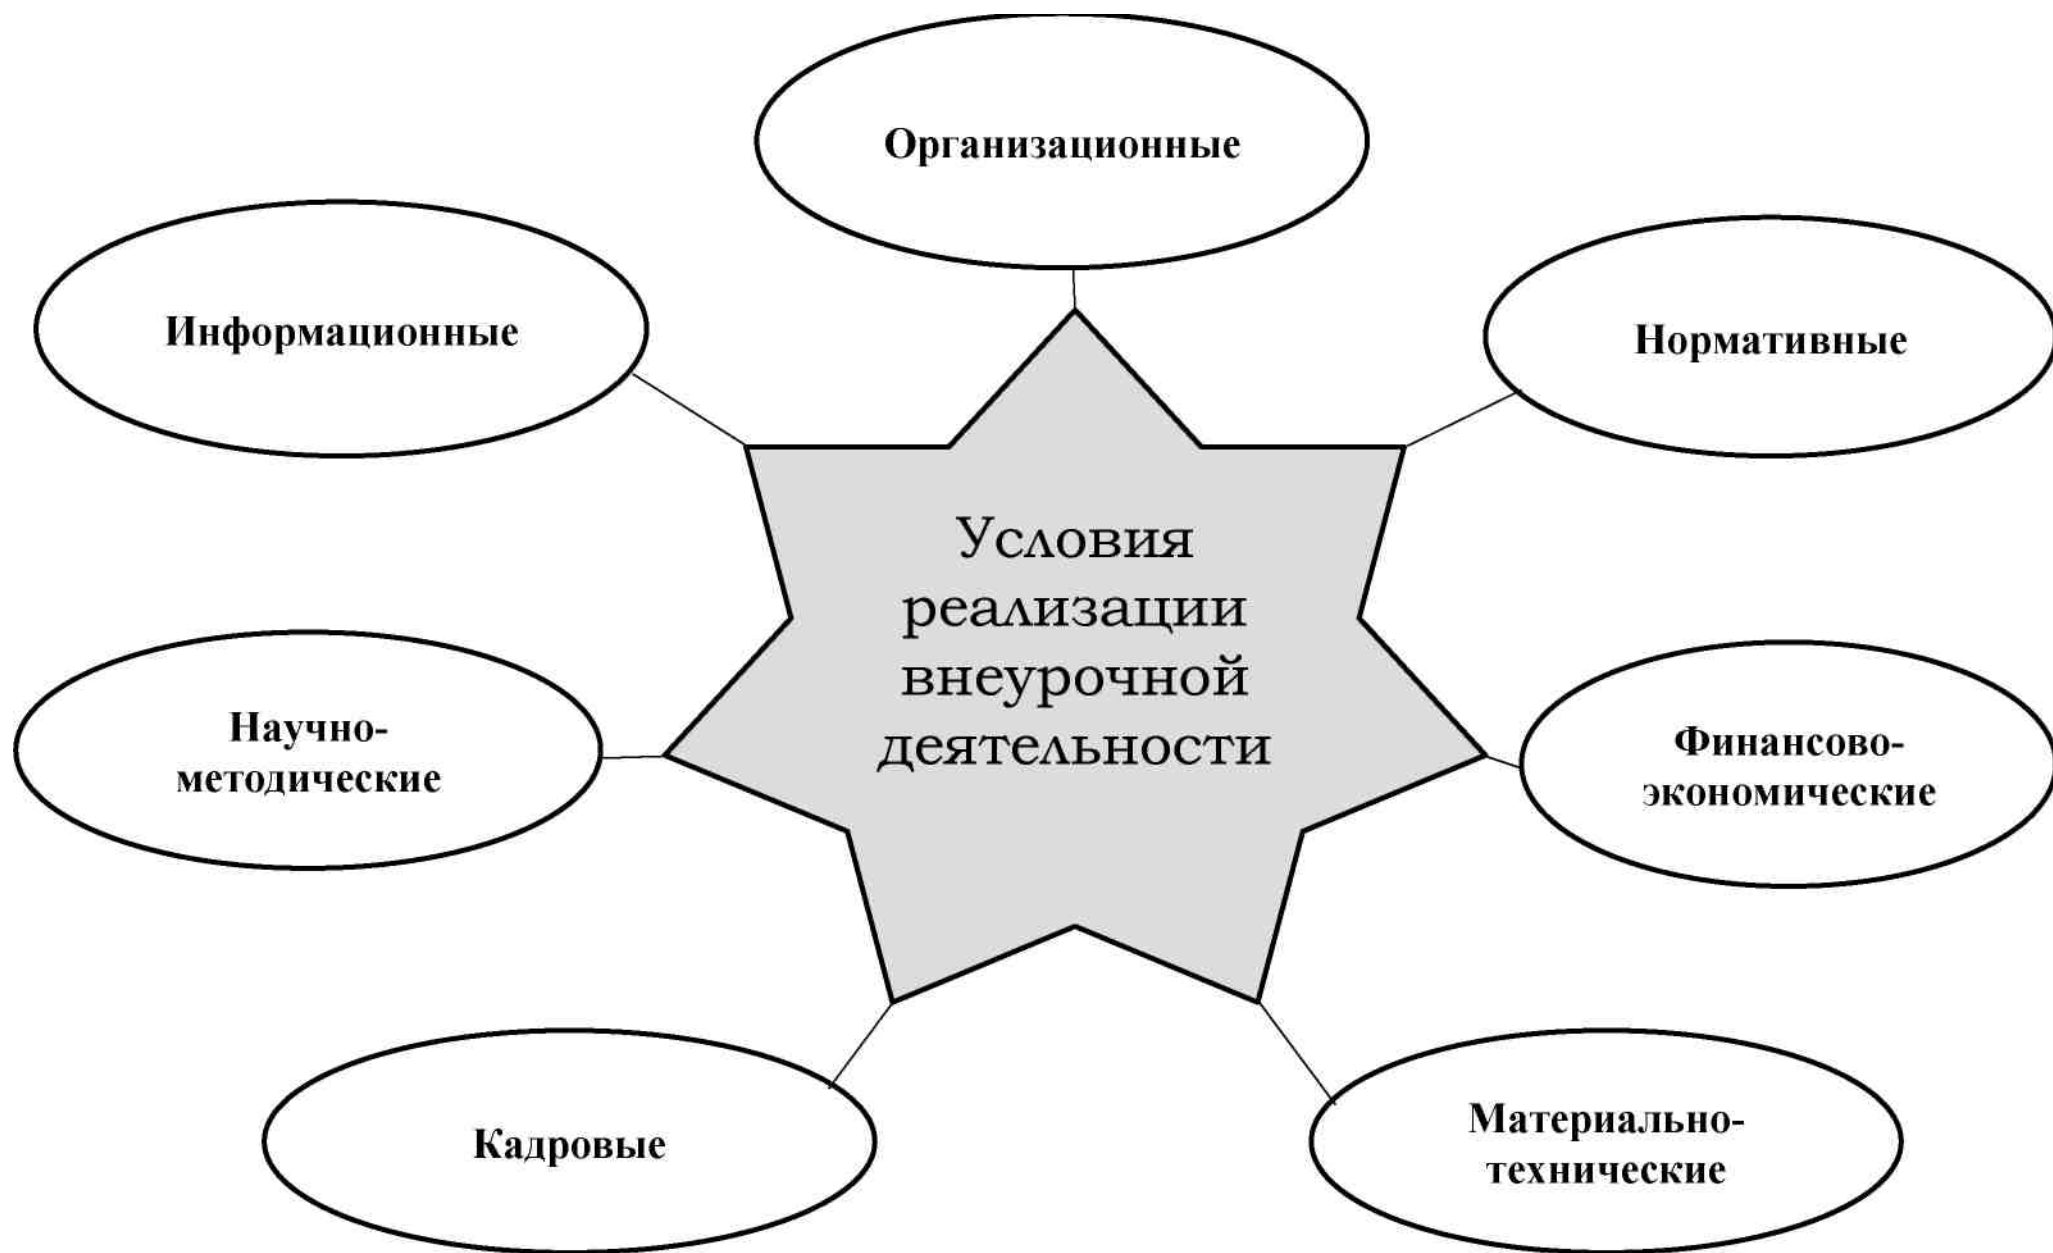 Организационные
Информационные
Нормативные
Условия
реализации
внеурочной
деятельности
Научно-
методические
Финансово-
экономические
Кадровые
Материально-
технические